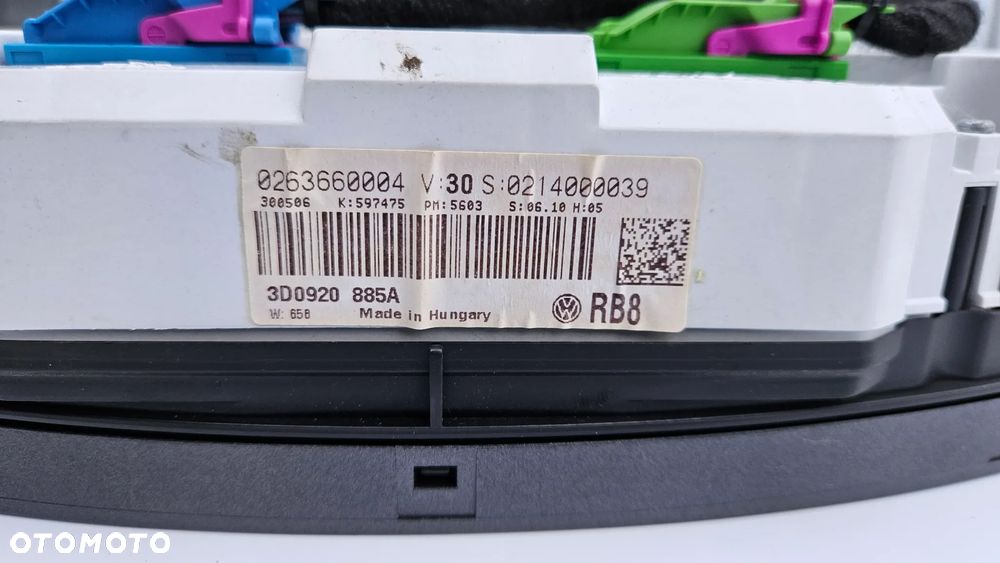 0263660004 V:30 S:0214000039
300506 K:597475 PM:5603 S:06.10 H:05
3D0920 885A
W: 658 Made in Hungary
RB8
OTOMOTO